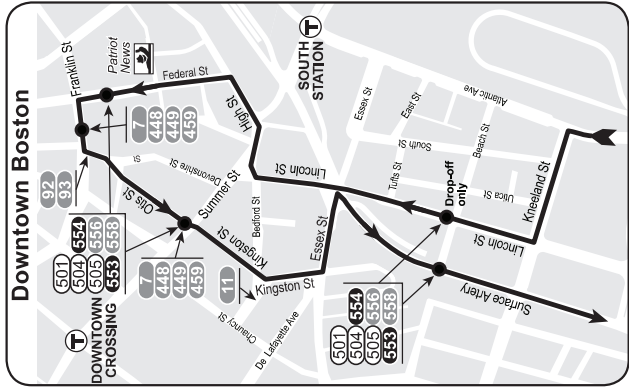 Downtown Boston
Franklin St
Patriot
News
Federal St
SOUTH
STATION
T
High St
7
448
449
459
92
93
St
Devonshire St
Otis St
Summer St
Bedford St
Lincoln St
Essex St
East St
Atlantic Ave
South St
Beach St
Tufts St
Utica St
Kneeland St
Drop-off
only
Lincoln St
501
504
505
553
554
556
558
7
448
449
459
11
Kingston St
Kingston St
Essex St
Chauncy St
De Lafayette Ave
T
DOWNTOWN
CROSSING
501
504
505
553
554
556
558
Surface Artery